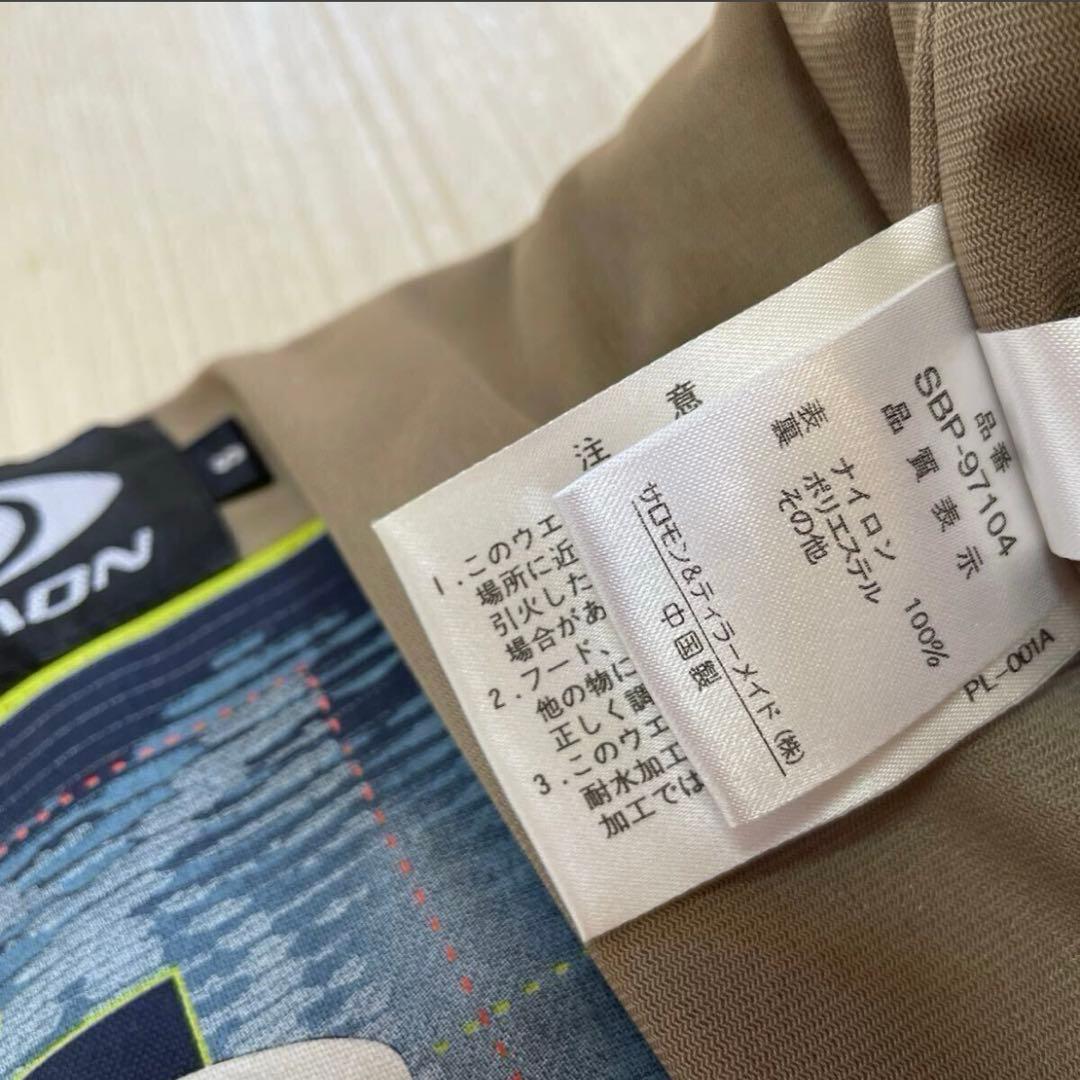 品番
SBP-97104
品質表示
表 ナイロン 100%
裏 ポリエステル
その他
サロモン&テイラーメイド(株)
中国製
注 意
1.このウェ
場所に近
引火した
場合があ
2.フード、
他の物に
正しく調
3.このウェ
耐水加工
加工では
PL-001A